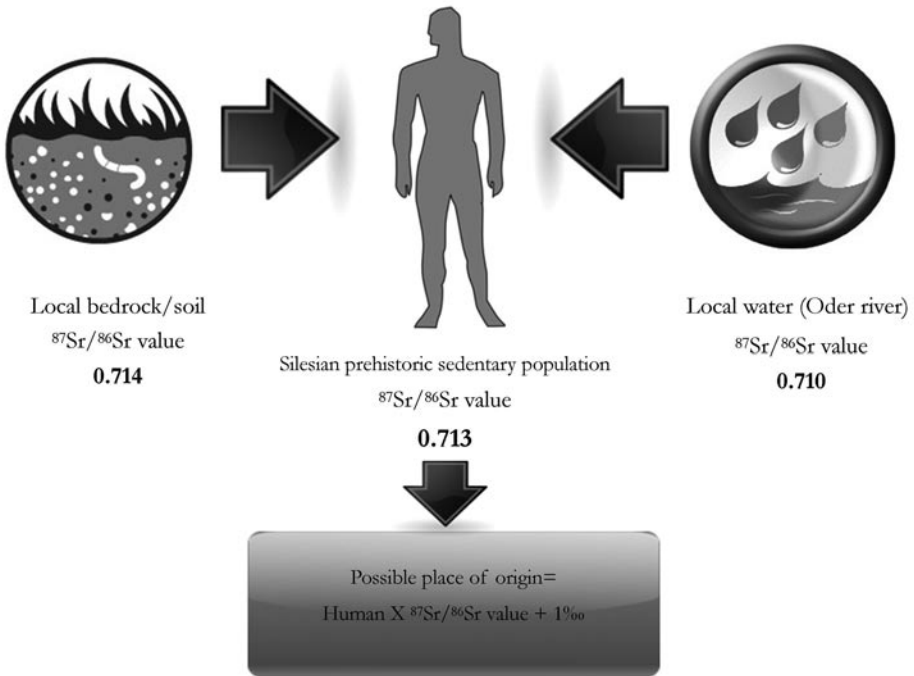 Local bedrock/soil
⁸⁷Sr/⁸⁶Sr value
0.714
Silesian prehistoric sedentary population
⁸⁷Sr/⁸⁶Sr value
0.713
Local water (Oder river)
⁸⁷Sr/⁸⁶Sr value
0.710
Possible place of origin=
Human X ⁸⁷Sr/⁸⁶Sr value + 1‰